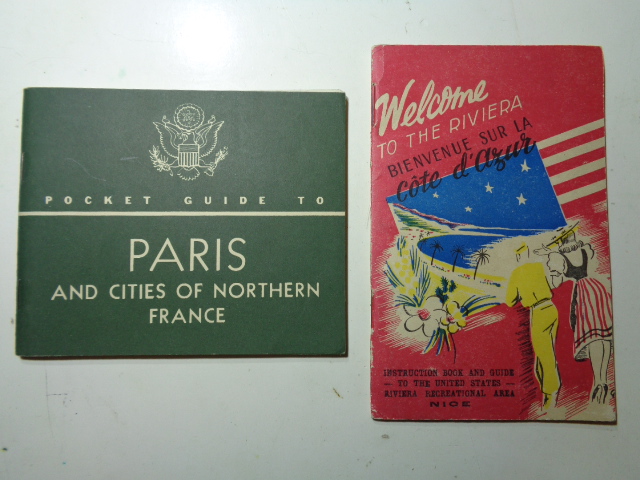 POCKET GUIDE TO
PARIS
AND CITIES OF NORTHERN
FRANCE
Welcome
TO THE RIVIERA
BIENVENUE SUR LA
côte d'azur
INSTRUCTION BOOK AND GUIDE
— TO THE UNITED STATES —
RIVIERA RECREATIONAL AREA
NICE